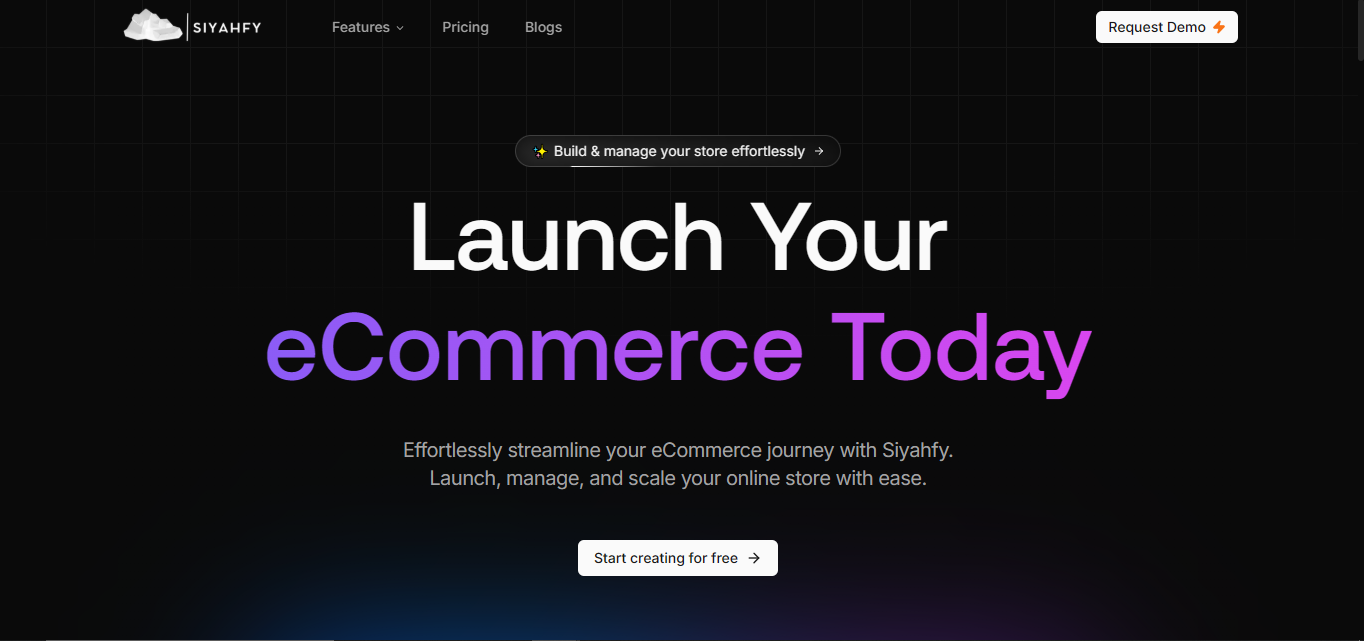 SIYAHFY
Features
Pricing
Blogs
Request Demo
Build & manage your store effortlessly
Launch Your
eCommerce Today
Effortlessly streamline your eCommerce journey with Siyahfy.
Launch, manage, and scale your online store with ease.
Start creating for free